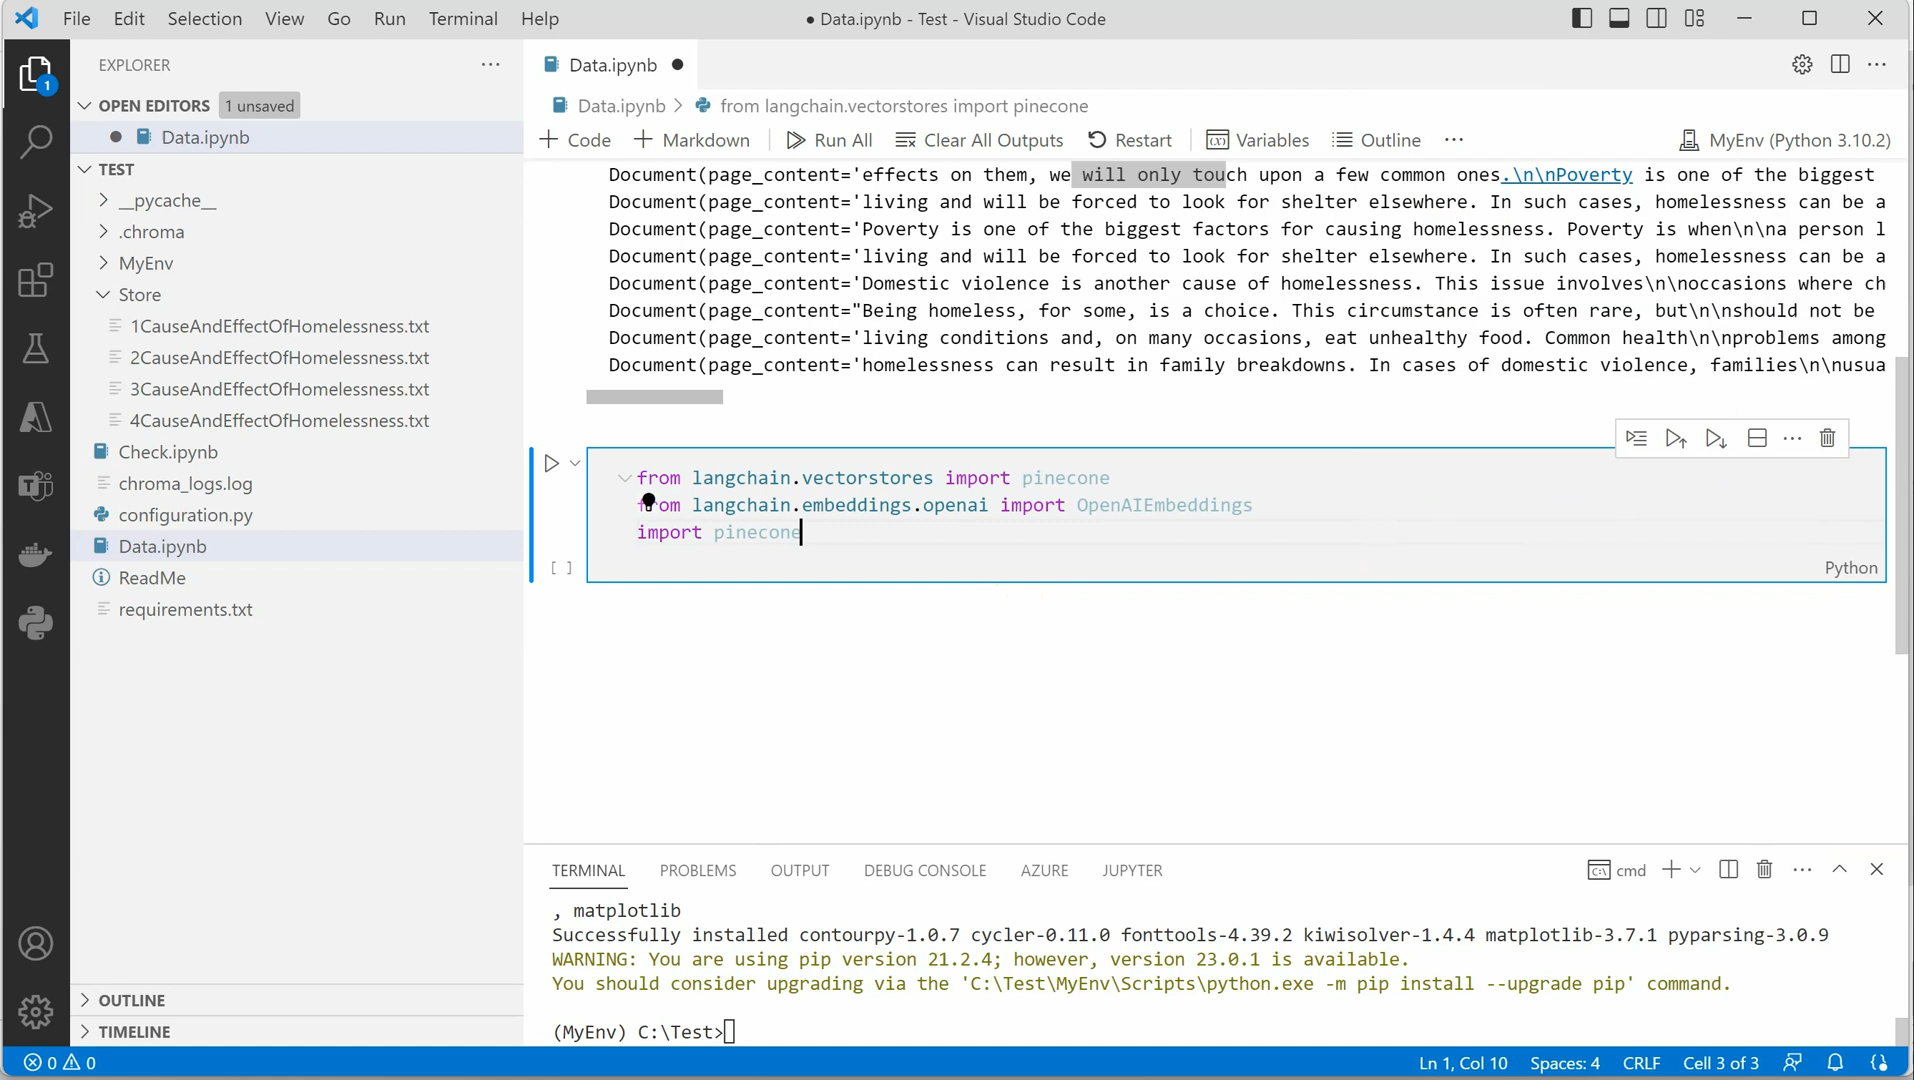 File Edit Selection View Go Run Terminal Help
● Data.ipynb - Test - Visual Studio Code
1
EXPLORER
OPEN EDITORS 1 unsaved
Data.ipynb
TEST
__pycache__
.chroma
MyEnv
Store
1CauseAndEffectOfHomelessness.txt
2CauseAndEffectOfHomelessness.txt
3CauseAndEffectOfHomelessness.txt
4CauseAndEffectOfHomelessness.txt
Check.ipynb
chroma_logs.log
configuration.py
Data.ipynb
ReadMe
requirements.txt
OUTLINE
TIMELINE
Data.ipynb
Data.ipynb > from langchain.vectorstores import pinecone
+ Code + Markdown Run All Clear All Outputs Restart Variables Outline ... MyEnv (Python 3.10.2)
Document(page_content='effects on them, we will only touch upon a few common ones.\n\nPoverty is one of the biggest
Document(page_content='living and will be forced to look for shelter elsewhere. In such cases, homelessness can be a
Document(page_content='Poverty is one of the biggest factors for causing homelessness. Poverty is when\n\na person l
Document(page_content='living and will be forced to look for shelter elsewhere. In such cases, homelessness can be a
Document(page_content='Domestic violence is another cause of homelessness. This issue involves\n\noccasions where ch
Document(page_content="Being homeless, for some, is a choice. This circumstance is often rare, but\n\nshould not be
Document(page_content='living conditions and, on many occasions, eat unhealthy food. Common health\n\nproblems among
Document(page_content='homelessness can result in family breakdowns. In cases of domestic violence, families\n\nusua
from langchain.vectorstores import pinecone
from langchain.embeddings.openai import OpenAIEmbeddings
import pinecone
[ ]
Python
TERMINAL PROBLEMS OUTPUT DEBUG CONSOLE AZURE JUPYTER
cmd
, matplotlib
Successfully installed contourpy-1.0.7 cycler-0.11.0 fonttools-4.39.2 kiwisolver-1.4.4 matplotlib-3.7.1 pyparsing-3.0.9
WARNING: You are using pip version 21.2.4; however, version 23.0.1 is available.
You should consider upgrading via the 'C:\Test\MyEnv\Scripts\python.exe -m pip install --upgrade pip' command.
(MyEnv) C:\Test>
0 0
Ln 1, Col 10 Spaces: 4 CRLF Cell 3 of 3